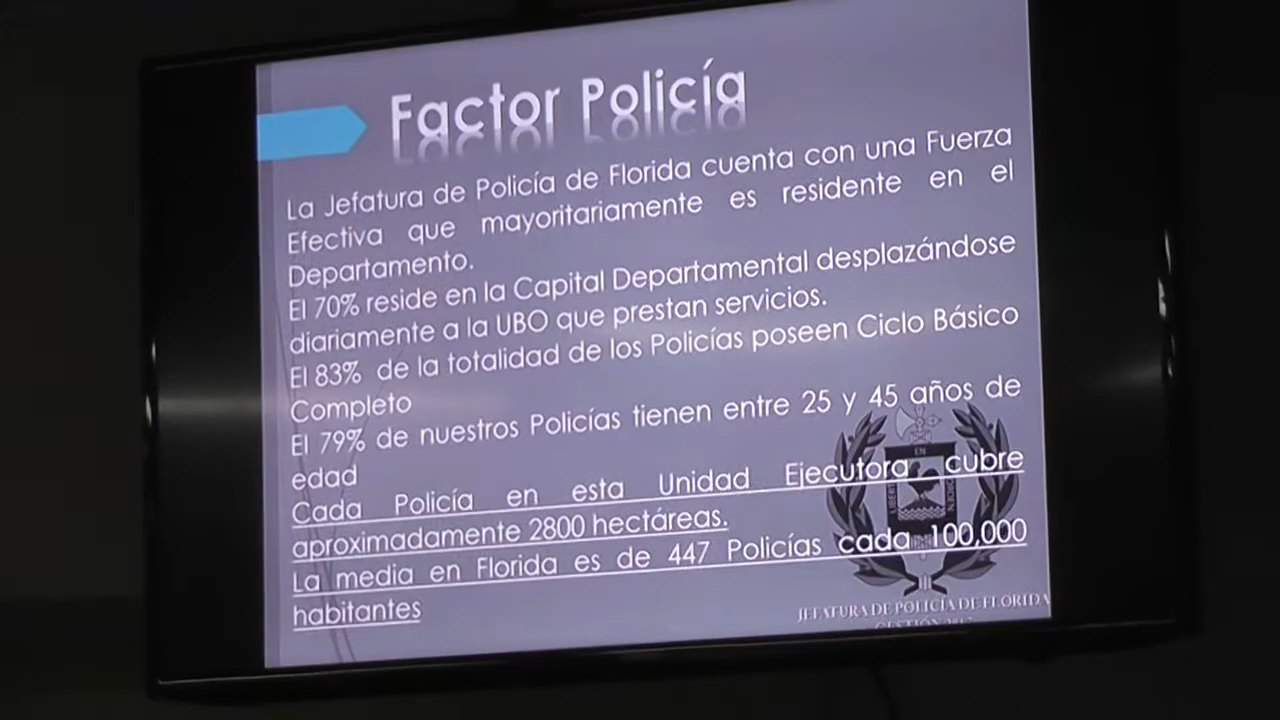 Factor Policía
La Jefatura de Policía de Florida cuenta con una Fuerza
Efectiva que mayoritariamente es residente en el
Departamento.
El 70% reside en la Capital Departamental desplazándose
diariamente a la UBO que prestan servicios.
El 83% de la totalidad de los Policías poseen Ciclo Básico
Completo
El 79% de nuestros Policías tienen entre 25 y 45 años de
edad
Cada Policía en esta Unidad Ejecutora cubre
aproximadamente 2800 hectáreas.
La media en Florida es de 447 Policías cada 100,000
habitantes
EN
JEFATURA DE POLICÍA DE FLORIDA
GESTIÓN